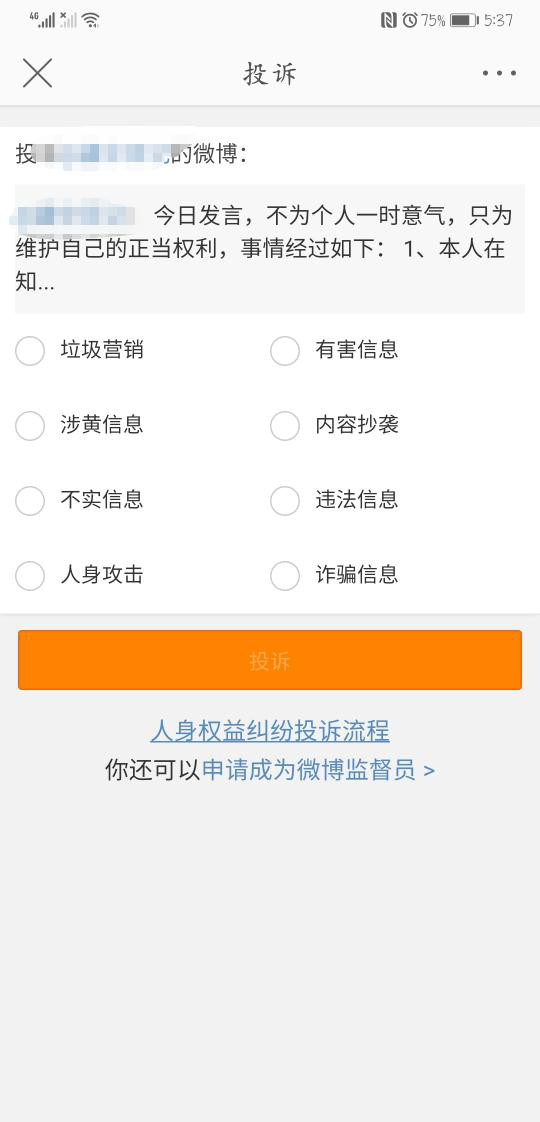 4G 75% 5:37
投诉
投 的微博：
今日发言，不为个人一时意气，只为
维护自己的正当权利，事情经过如下： 1、本人在
知...
垃圾营销 有害信息
涉黄信息 内容抄袭
不实信息 违法信息
人身攻击 诈骗信息
投诉
人身权益纠纷投诉流程
你还可以申请成为微博监督员 >